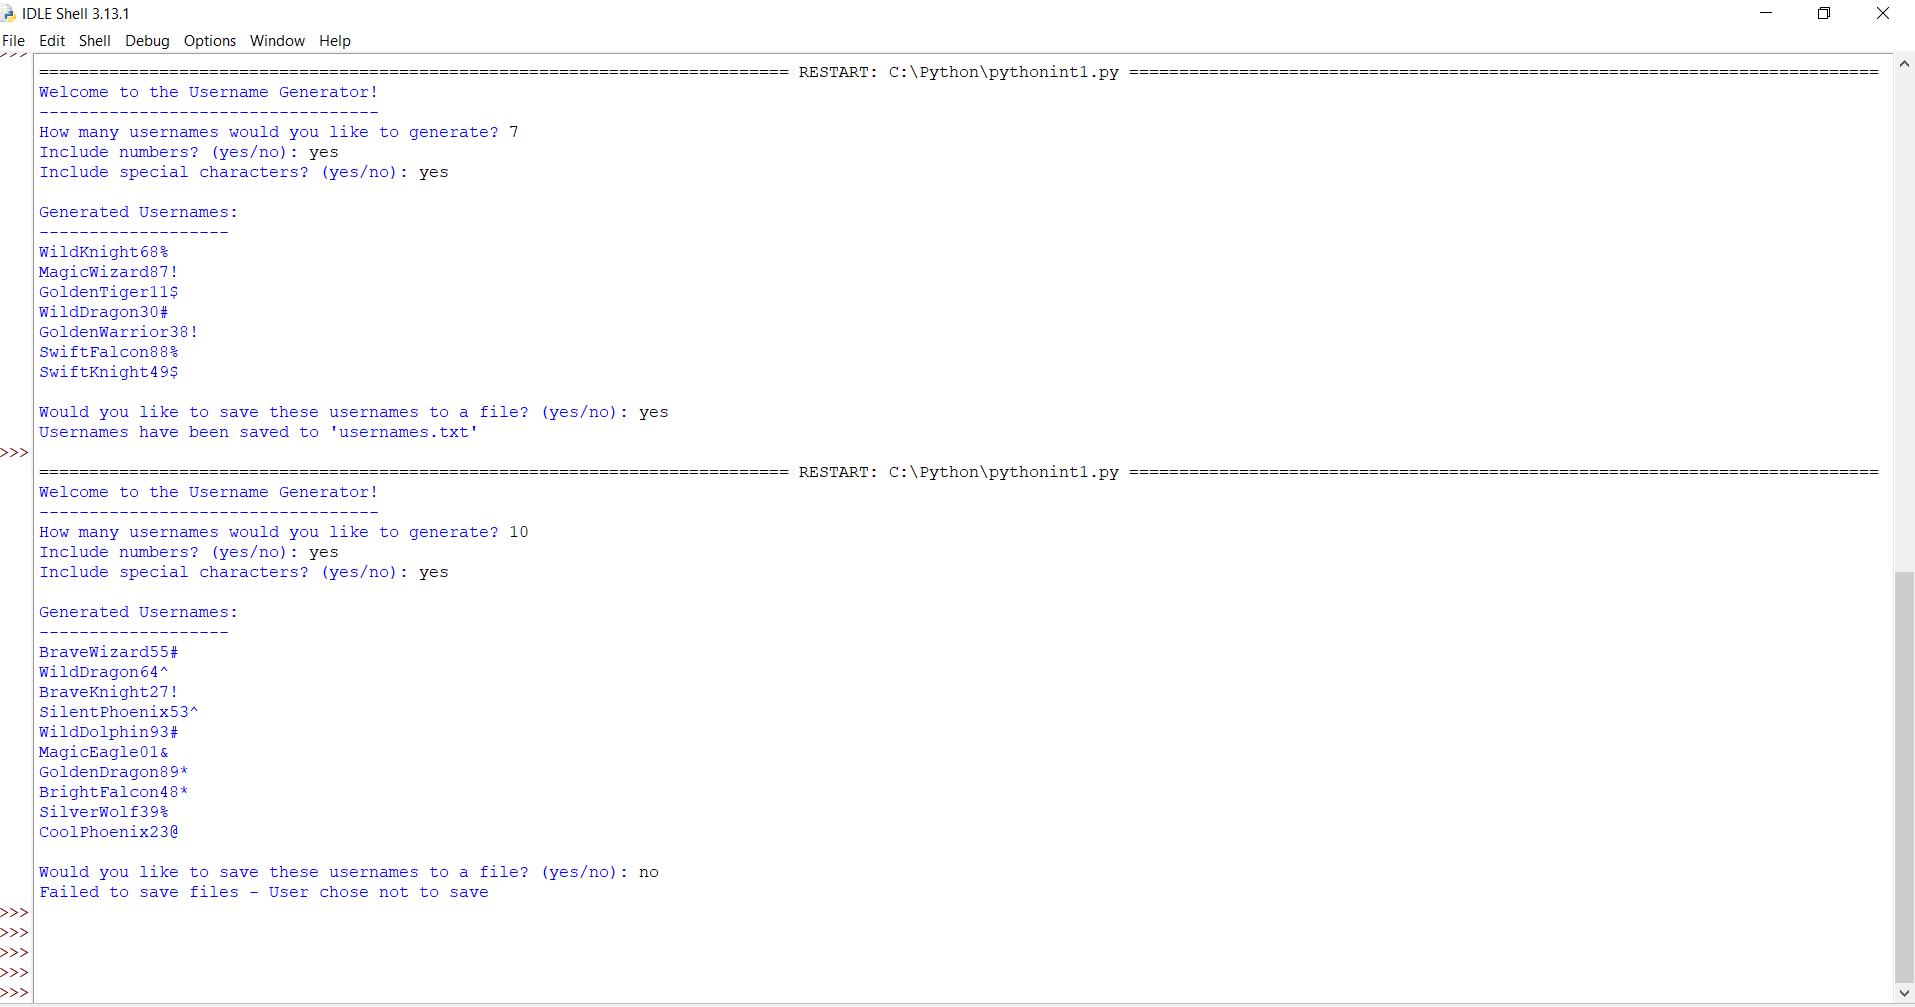 IDLE Shell 3.13.1
File Edit Shell Debug Options Window Help
>>>
=========================================================================== RESTART: C:\Python\pythonint1.py ===========================================================================
Welcome to the Username Generator!
----------------------------------
How many usernames would you like to generate? 7
Include numbers? (yes/no): yes
Include special characters? (yes/no): yes

Generated Usernames:
-------------------
WildKnight68%
MagicWizard87!
GoldenTiger11$
WildDragon30#
GoldenWarrior38!
SwiftFalcon88%
SwiftKnight49$

Would you like to save these usernames to a file? (yes/no): yes
Usernames have been saved to 'usernames.txt'
>>>
=========================================================================== RESTART: C:\Python\pythonint1.py ===========================================================================
Welcome to the Username Generator!
----------------------------------
How many usernames would you like to generate? 10
Include numbers? (yes/no): yes
Include special characters? (yes/no): yes

Generated Usernames:
-------------------
BraveWizard55#
WildDragon64^
BraveKnight27!
SilentPhoenix53^
WildDolphin93#
MagicEagle01&
GoldenDragon89*
BrightFalcon48*
SilverWolf39%
CoolPhoenix23@

Would you like to save these usernames to a file? (yes/no): no
Failed to save files - User chose not to save
>>>
>>>
>>>
>>>
>>>